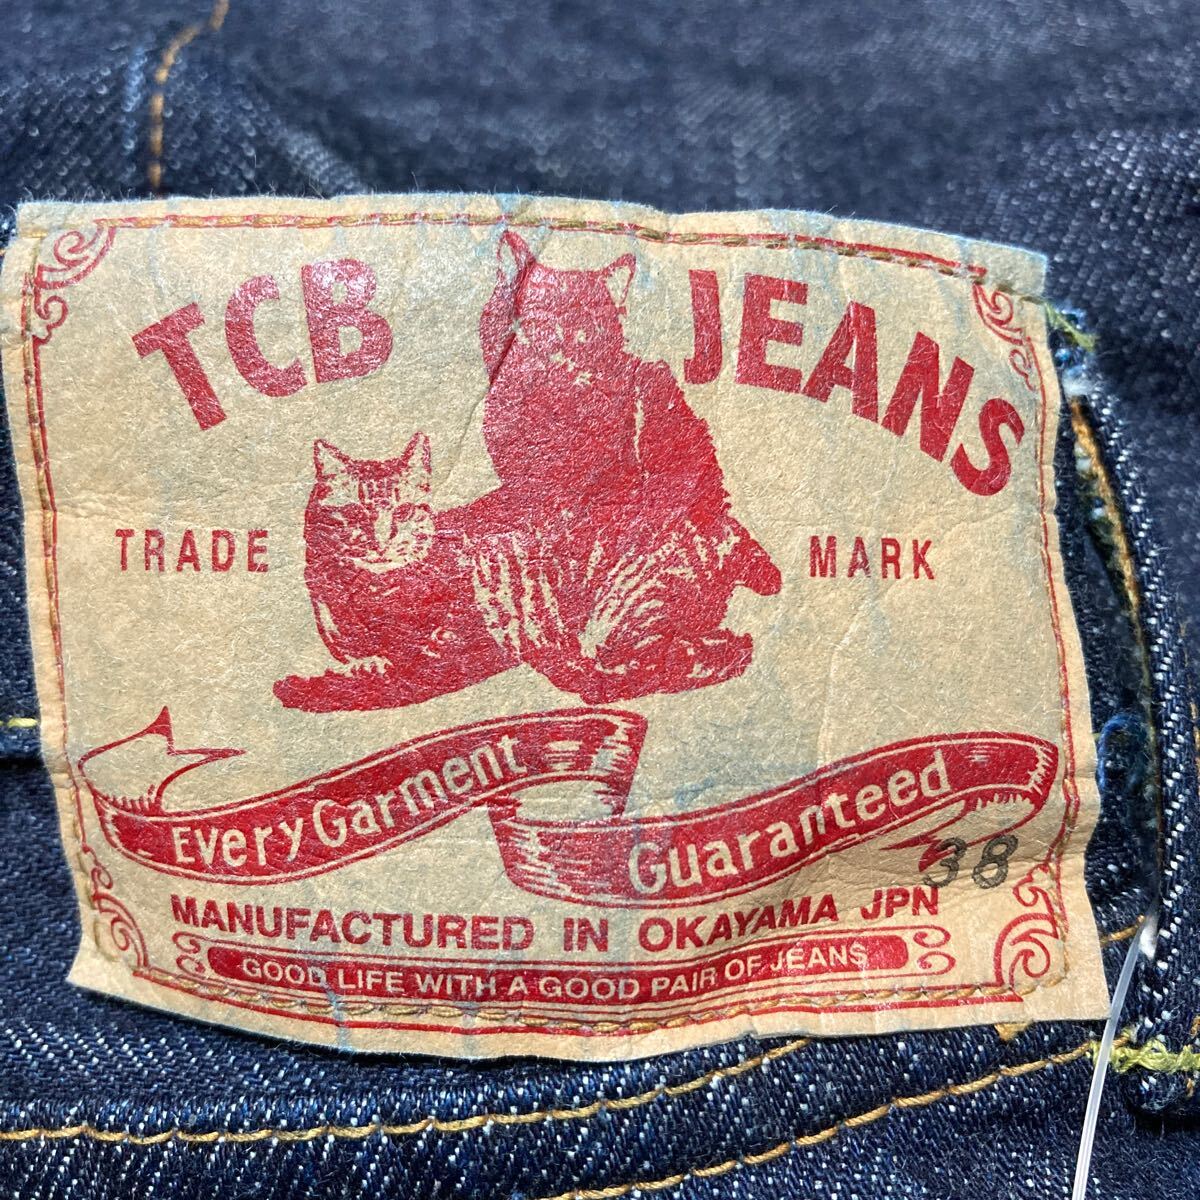 TCB JEANS
TRADE MARK
Every Garment
Guaranteed
38
MANUFACTURED IN OKAYAMA JPN
GOOD LIFE WITH A GOOD PAIR OF JEANS